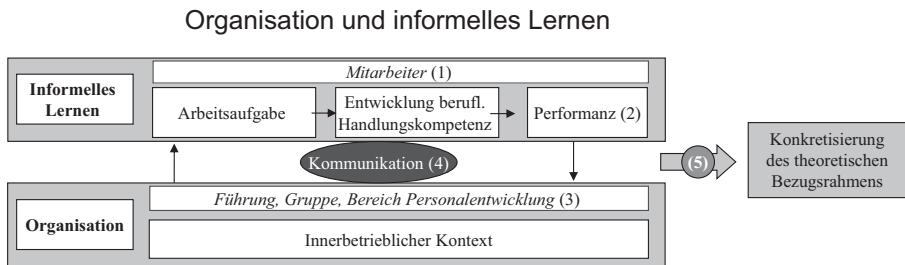 Organisation und informelles Lernen
Mitarbeiter (1)
Informelles
Lernen
Arbeitsaufgabe
Entwicklung berufl.
Handlungskompetenz
Performanz (2)
Kommunikation (4)
(5)
Konkretisierung
des theoretischen
Bezugsrahmens
Führung, Gruppe, Bereich Personalentwicklung (3)
Organisation
Innerbetrieblicher Kontext